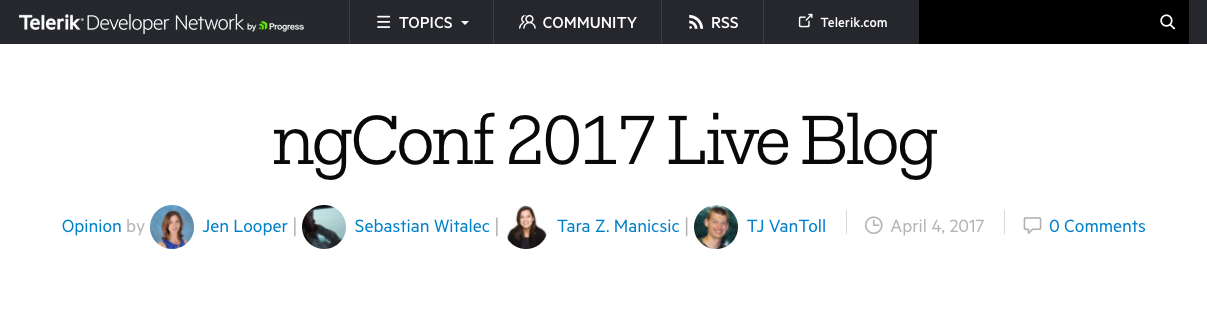 Telerik® Developer Network by Progress TOPICS COMMUNITY RSS Telerik.com
ngConf 2017 Live Blog
Opinion by Jen Looper | Sebastian Witalec | Tara Z. Manicsic | TJ VanToll April 4, 2017 0 Comments